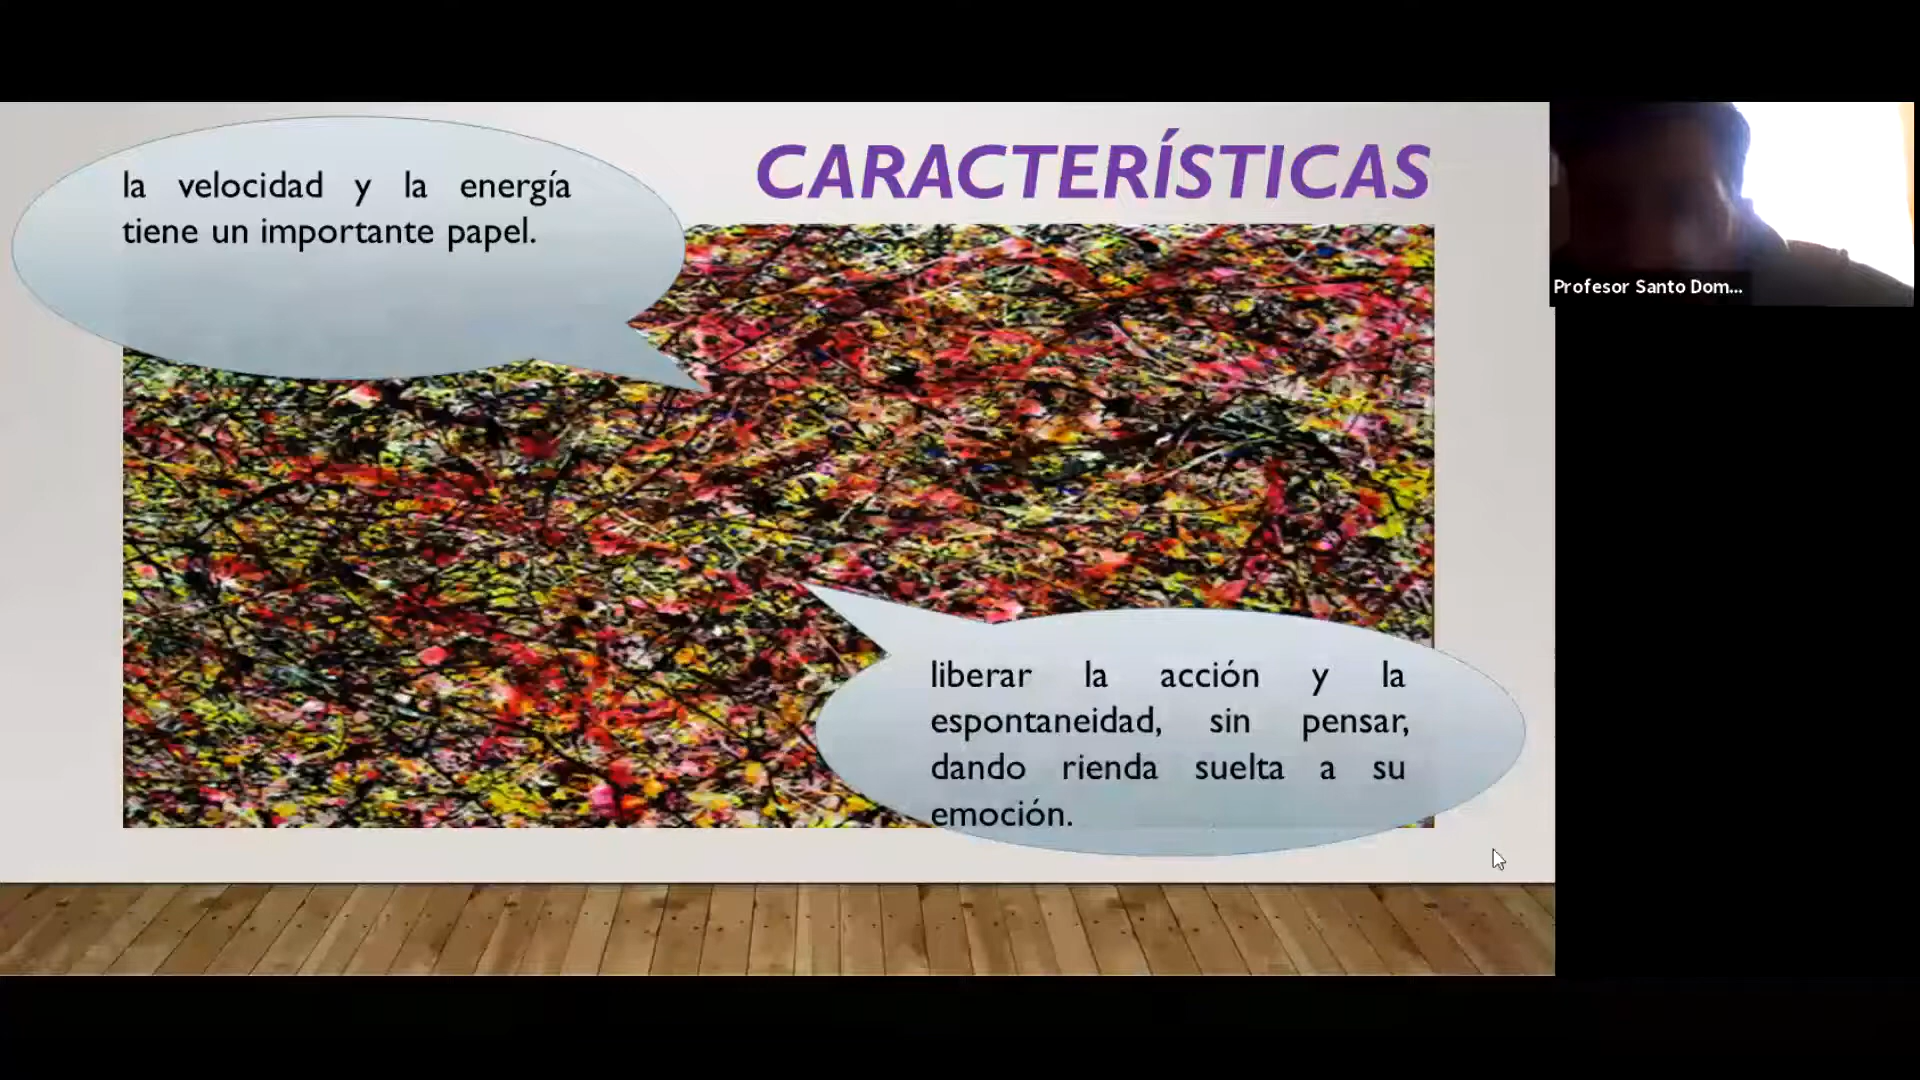 CARACTERÍSTICAS
la velocidad y la energía
tiene un importante papel.
liberar la acción y la
espontaneidad, sin pensar,
dando rienda suelta a su
emoción.
Profesor Santo Dom...